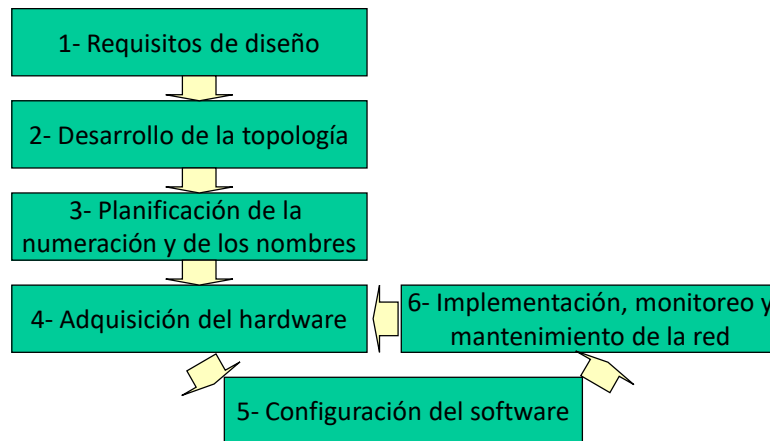 1- Requisitos de diseño
2- Desarrollo de la topología
3- Planificación de la
numeración y de los nombres
4- Adquisición del hardware
6- Implementación, monitoreo y
mantenimiento de la red
5- Configuración del software